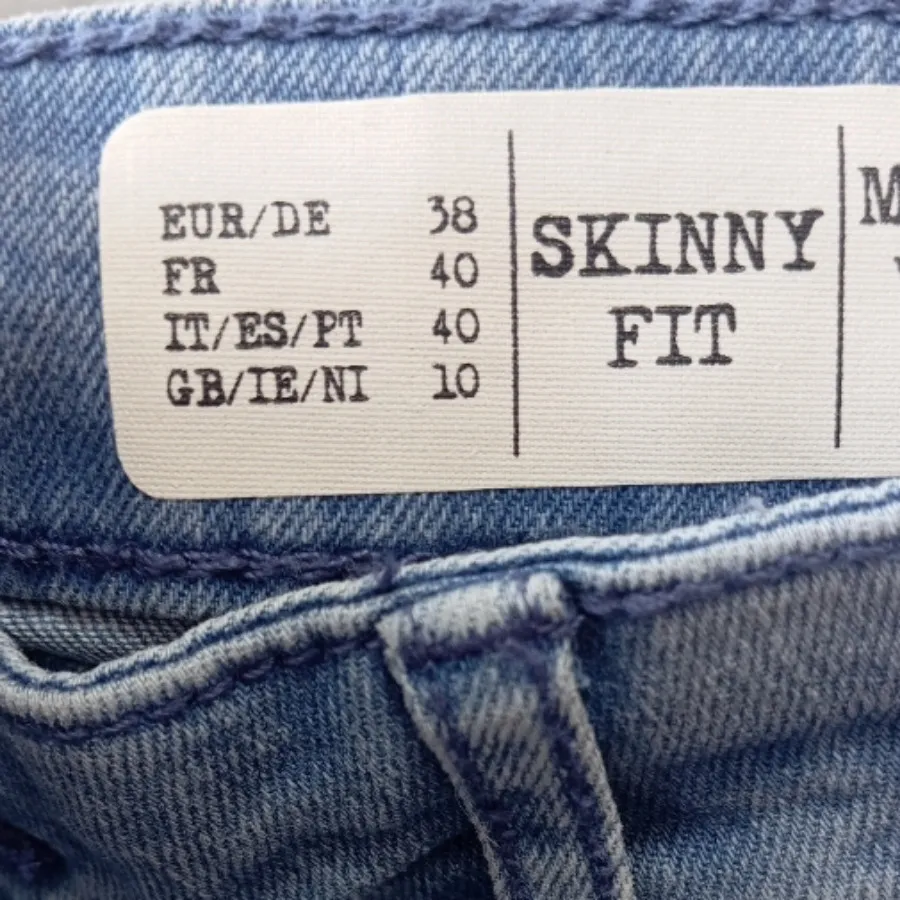 EUR/DE 38
FR 40
IT/ES/PT 40
GB/IE/NI 10
SKINNY
FIT
M